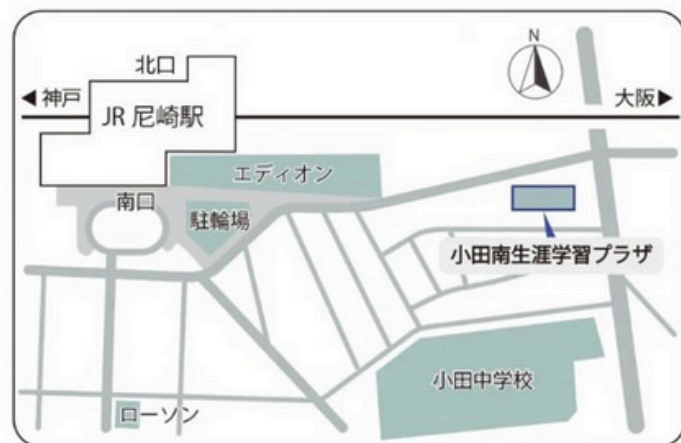 北口
N
◀神戸
大阪▶
JR 尼崎駅
エディオン
南口
駐輪場
小田南生涯学習プラザ
小田中学校
ローソン